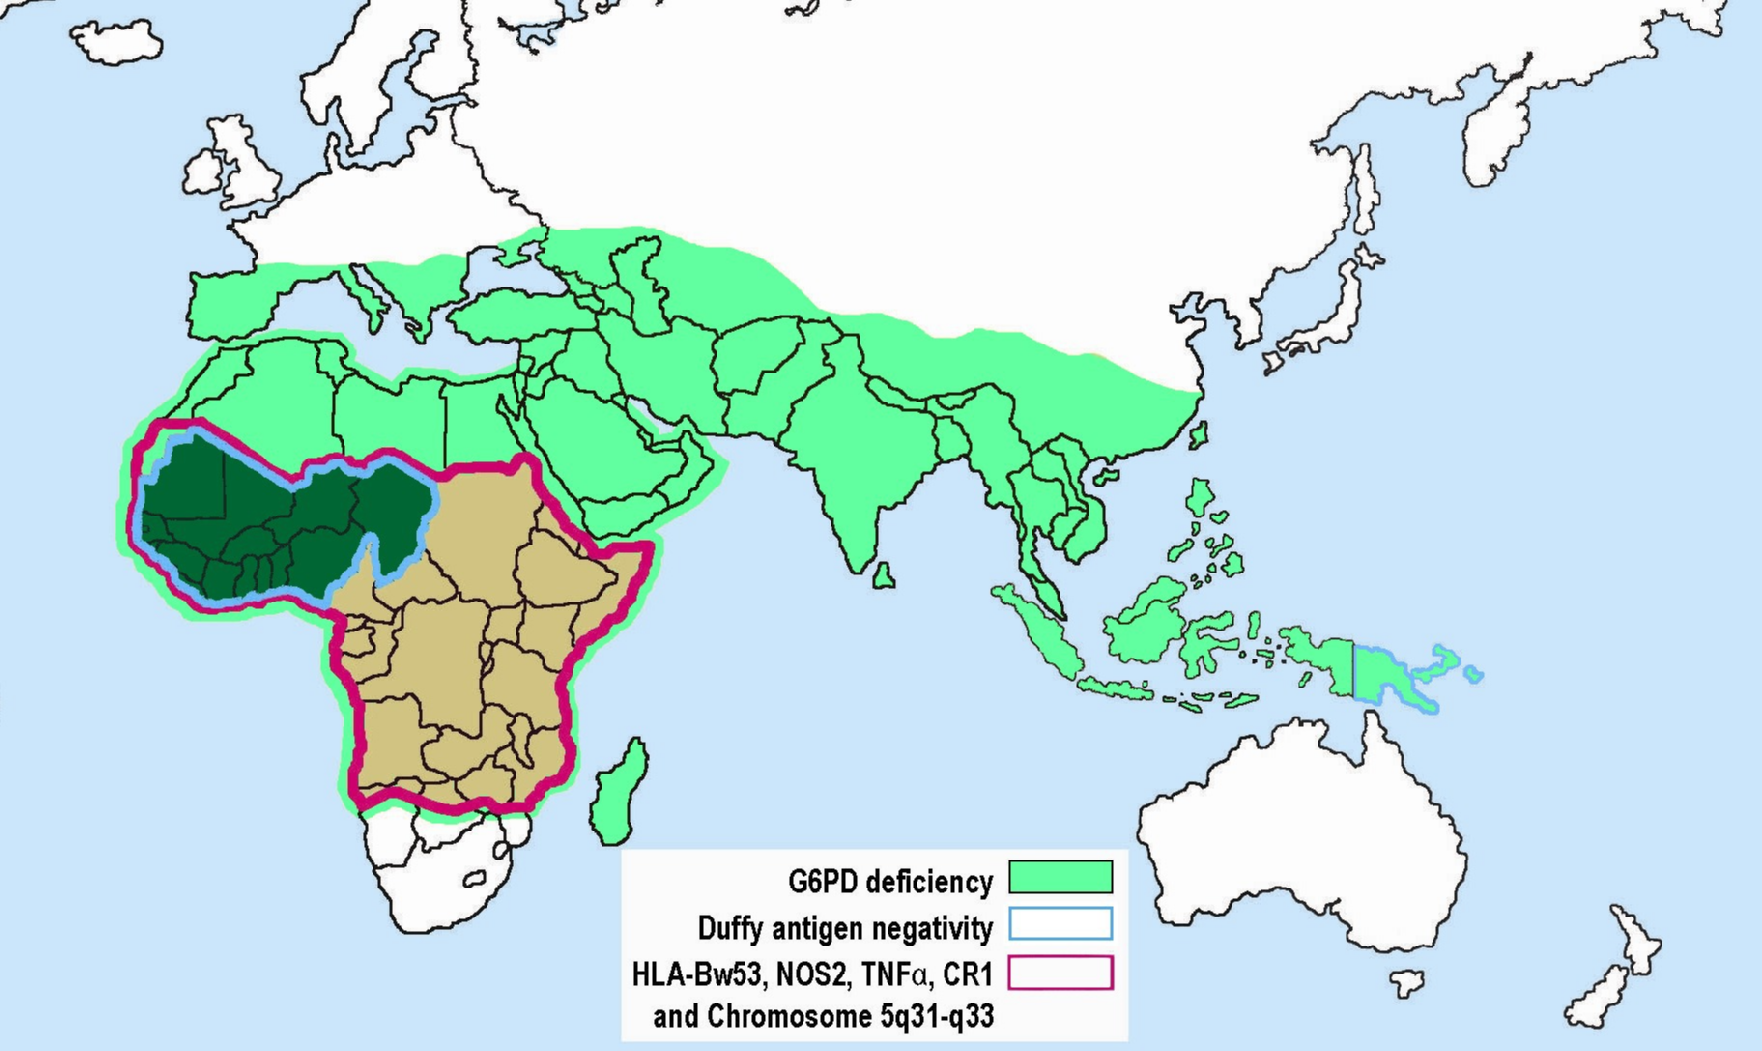 G6PD deficiency
Duffy antigen negativity
HLA-Bw53, NOS2, TNFα, CR1
and Chromosome 5q31-q33